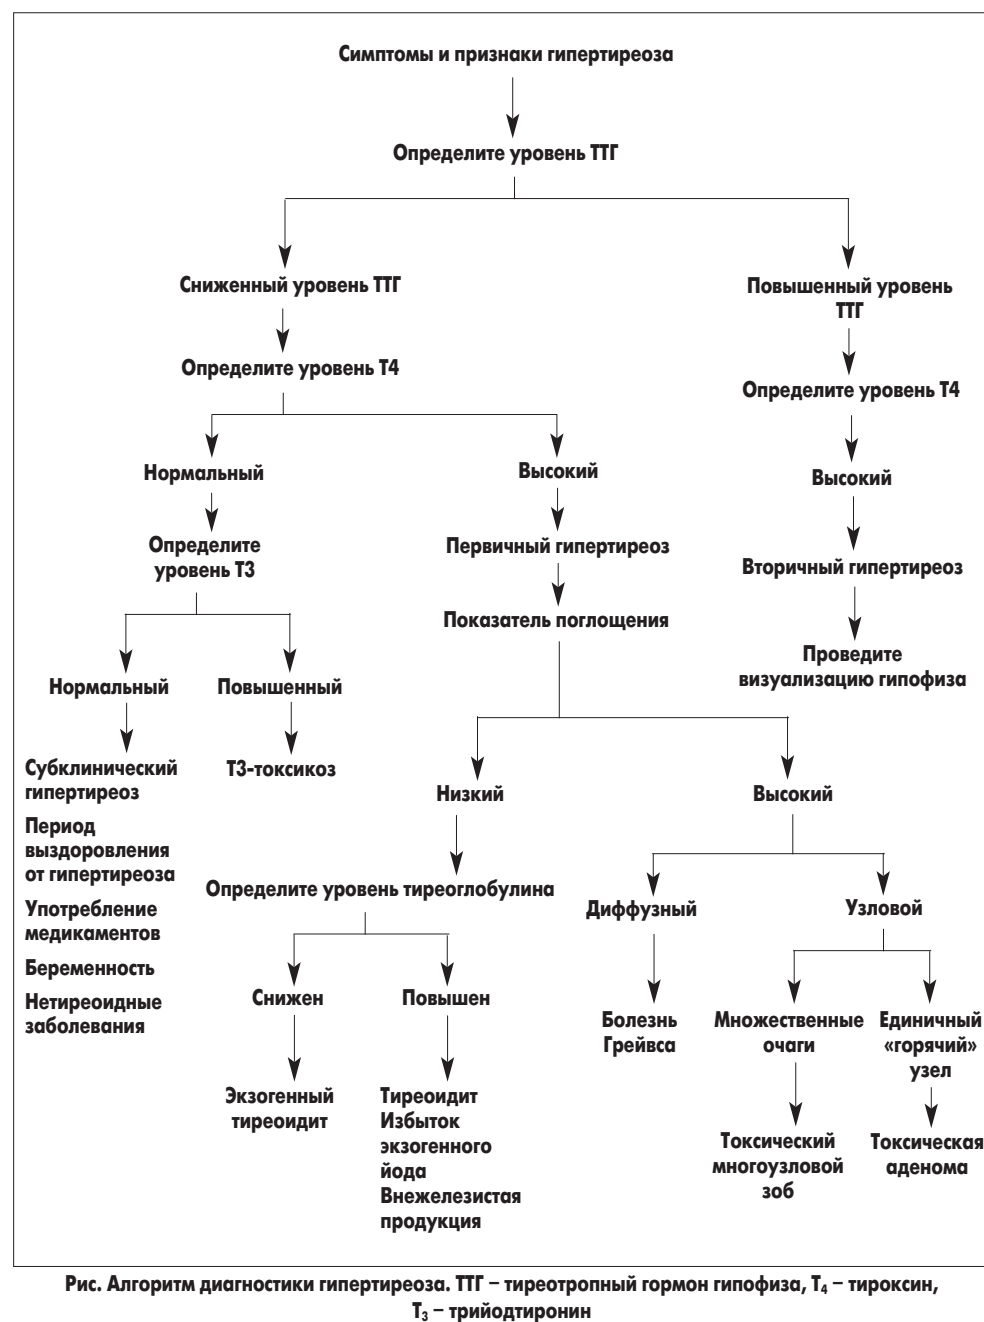 Симптомы и признаки гипертиреоза
Определите уровень ТТГ
Сниженный уровень ТТГ
Повышенный уровень
ТТГ
Определите уровень Т4
Определите уровень Т4
Нормальный
Высокий
Высокий
Определите
уровень Т3
Первичный гипертиреоз
Вторичный гипертиреоз
Показатель поглощения
Проведите
визуализацию гипофиза
Нормальный
Повышенный
Субклинический
гипертиреоз
Период
выздоровления
от гипертиреоза
Употребление
медикаментов
Беременность
Нетиреоидные
заболевания
Т3-токсикоз
Низкий
Высокий
Определите уровень тиреоглобулина
Диффузный
Узловой
Снижен
Повышен
Болезнь
Грейвса
Множественные
очаги
Единичный
«горячий»
узел
Экзогенный
тиреоидит
Тиреоидит
Избыток
экзогенного
йода
Внежелезистая
продукция
Токсический
многоузловой
зоб
Токсическая
аденома
Рис. Алгоритм диагностики гипертиреоза. ТТГ – тиреотропный гормон гипофиза, Т₄ – тироксин,
Т₃ – трийодтиронин